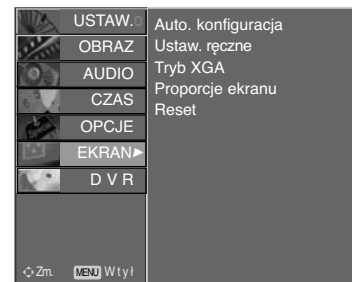 USTAW.
OBRAZ
AUDIO
CZAS
OPCJE
EKRAN
D V R
Zm. MENU Wtył
Auto. konfiguracja
Ustaw. ręczne
Tryb XGA
Proporcje ekranu
Reset